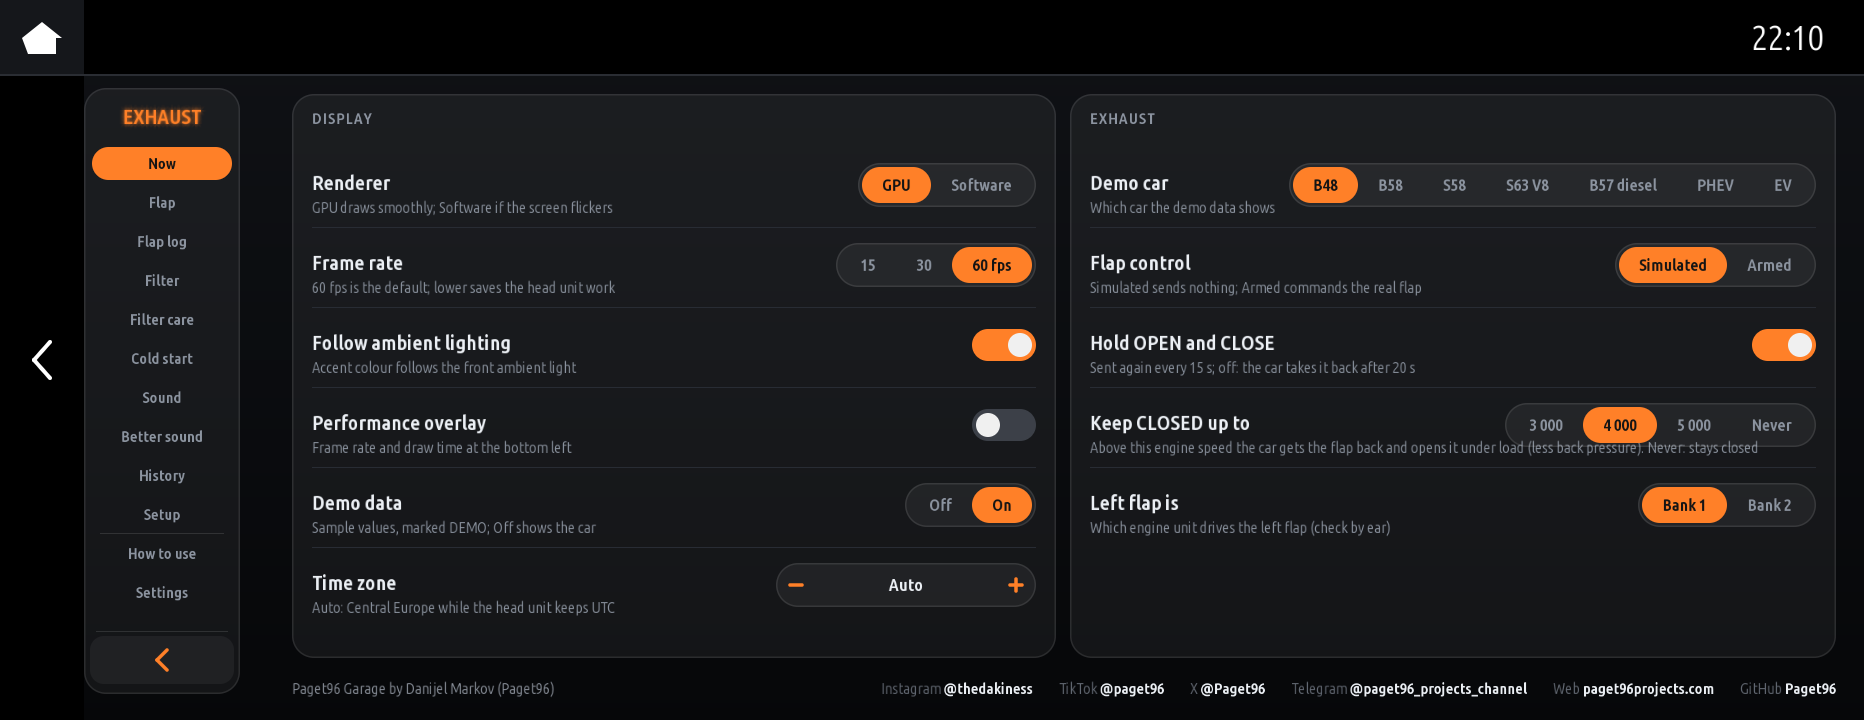 22:10
EXHAUST
Now
Flap
Flap log
Filter
Filter care
Cold start
Sound
Better sound
History
Setup
How to use
Settings
DISPLAY
Renderer
GPU Software
GPU draws smoothly; Software if the screen flickers
Frame rate
15 30 60 fps
60 fps is the default; lower saves the head unit work
Follow ambient lighting
Accent colour follows the front ambient light
Performance overlay
Frame rate and draw time at the bottom left
Demo data
Off On
Sample values, marked DEMO; Off shows the car
Time zone
Auto
Auto: Central Europe while the head unit keeps UTC
EXHAUST
Demo car
B48 B58 S58 S63 V8 B57 diesel PHEV EV
Which car the demo data shows
Flap control
Simulated Armed
Simulated sends nothing; Armed commands the real flap
Hold OPEN and CLOSE
Sent again every 15 s; off: the car takes it back after 20 s
Keep CLOSED up to
3 000 4 000 5 000 Never
Above this engine speed the car gets the flap back and opens it under load (less back pressure). Never: stays closed
Left flap is
Bank 1 Bank 2
Which engine unit drives the left flap (check by ear)
Paget96 Garage by Danijel Markov (Paget96)
Instagram @thedakiness TikTok @paget96 X @Paget96 Telegram @paget96_projects_channel Web paget96projects.com GitHub Paget96